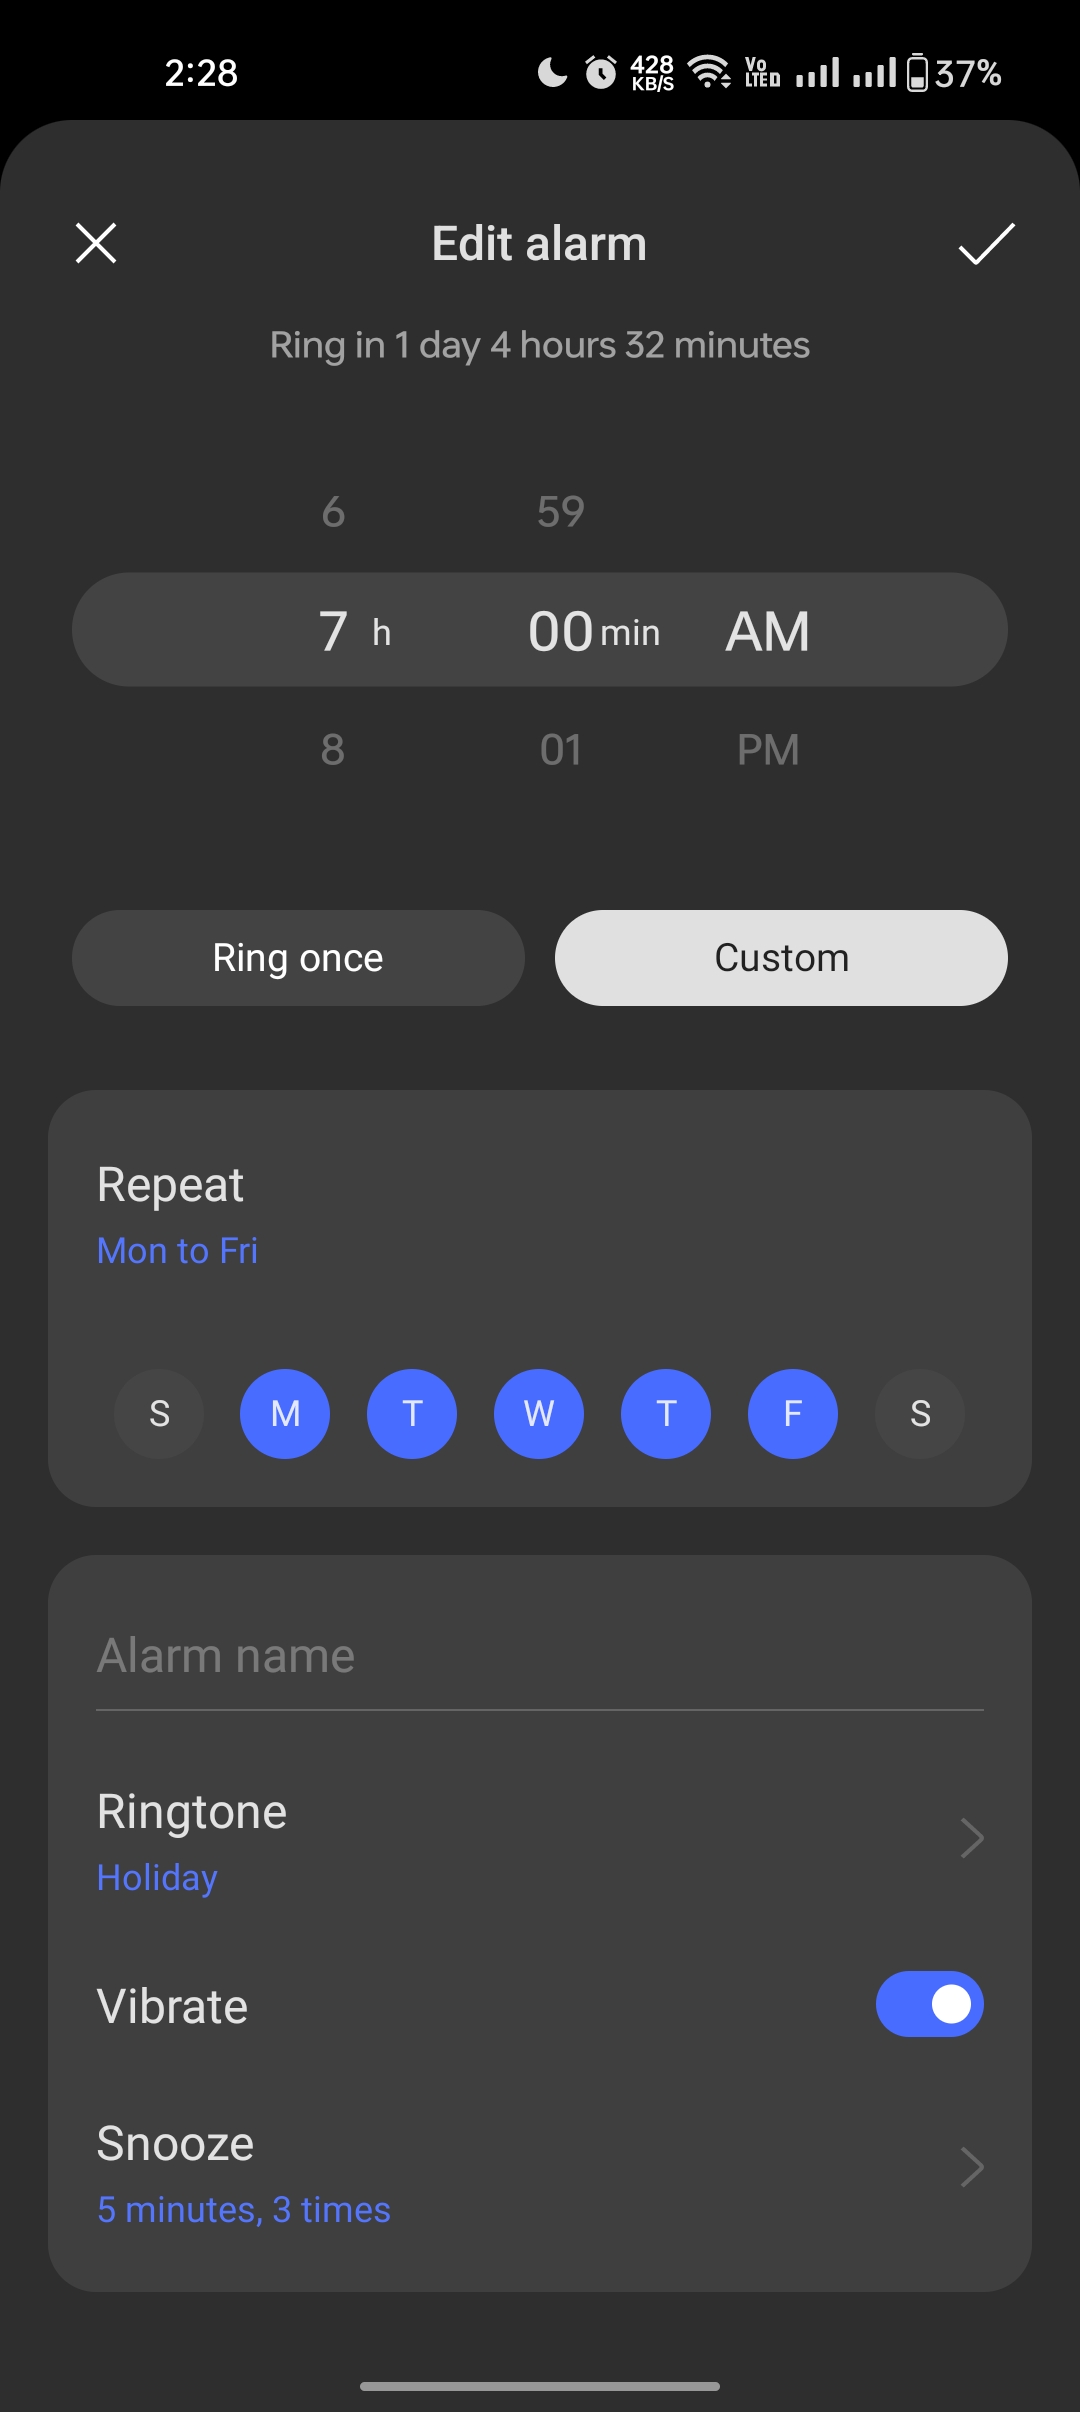 2:28 428 KB/S Vo LTED 37%
Edit alarm
Ring in 1 day 4 hours 32 minutes
6 59
7 h 00 min AM
8 01 PM
Ring once Custom
Repeat
Mon to Fri
S M T W T F S
Alarm name
Ringtone
Holiday
Vibrate
Snooze
5 minutes, 3 times